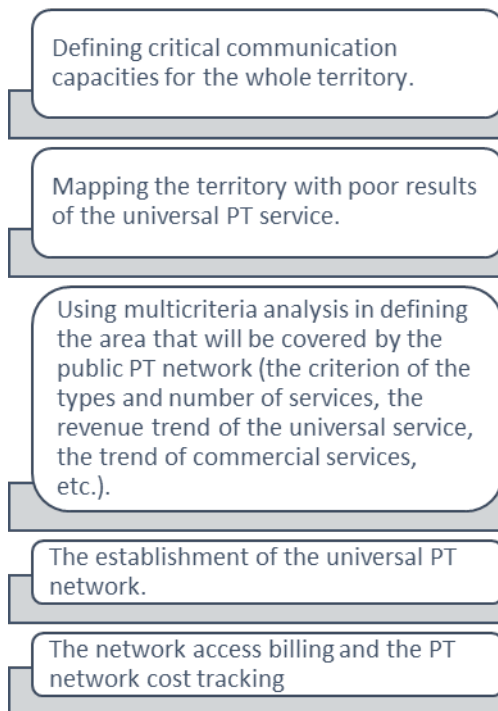 Defining critical communication
capacities for the whole territory.
Mapping the territory with poor results
of the universal PT service.
Using multicriteria analysis in defining
the area that will be covered by the
public PT network (the criterion of the
types and number of services, the
revenue trend of the universal service,
the trend of commercial services,
etc.).
The establishment of the universal PT
network.
The network access billing and the PT
network cost tracking